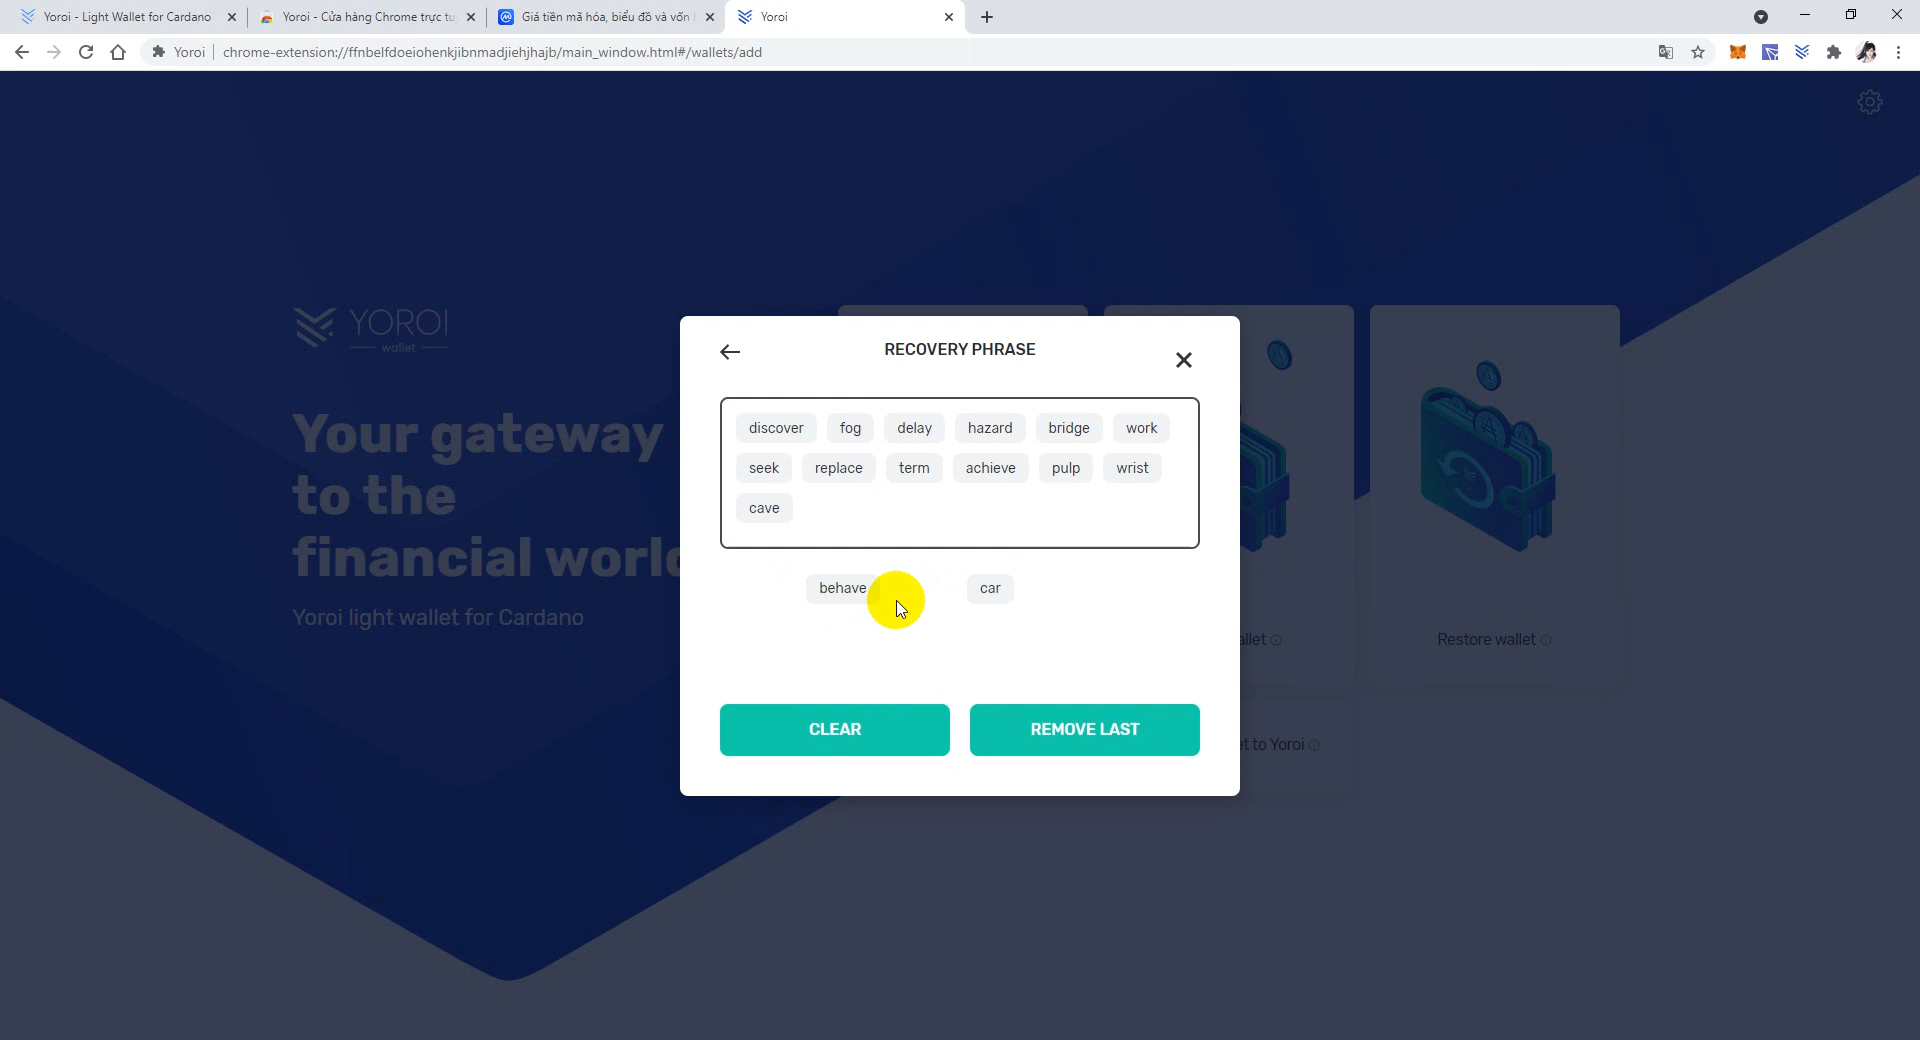 Yoroi - Light Wallet for Cardano
Yoroi - Cửa hàng Chrome trực tu
Giá tiền mã hóa, biểu đồ và vốn
Yoroi
Yoroi chrome-extension://ffnbelfdoeiohenkjibnmadjiehjhajb/main_window.html#/wallets/add
YOROI
wallet
Your gateway
to the
financial world
Yoroi light wallet for Cardano
RECOVERY PHRASE
discover fog delay hazard bridge work
seek replace term achieve pulp wrist
cave
behave car
CLEAR REMOVE LAST
allet
Restore wallet
et to Yoroi